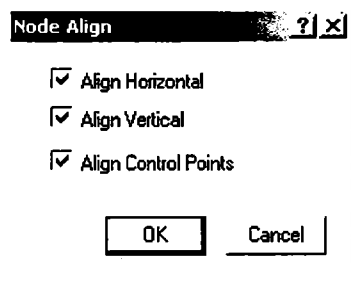 Node Align ? ×
Align Horizontal
Align Vertical
Align Control Points
OK Cancel